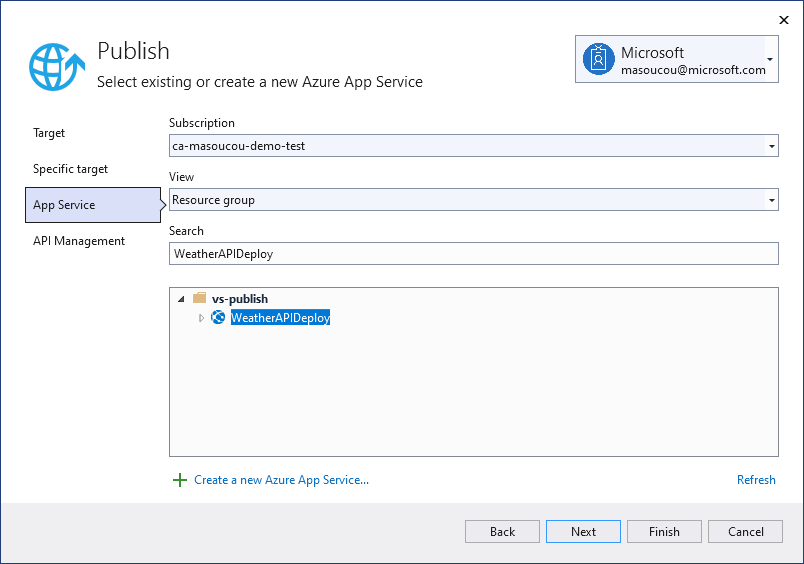 Publish
Select existing or create a new Azure App Service
Microsoft
masoucou@microsoft.com
Target
Specific target
App Service
API Management
Subscription
ca-masoucou-demo-test
View
Resource group
Search
WeatherAPIDeploy
vs-publish
WeatherAPIDeploy
Create a new Azure App Service...
Refresh
Back
Next
Finish
Cancel